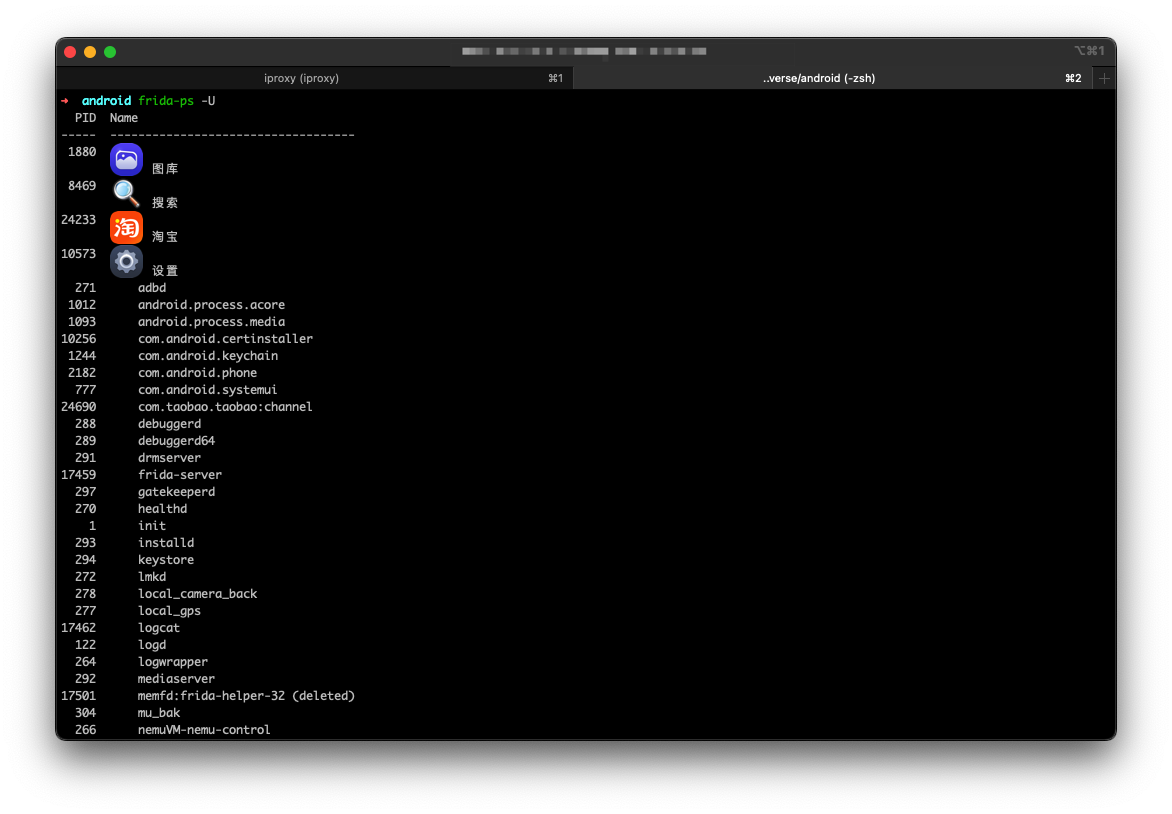 ⌥⌘1
iproxy (iproxy) ⌘1 ..verse/android (-zsh) ⌘2 +
➜ android frida-ps -U
PID Name
----- -----------------------------------
1880 图库
8469 搜索
24233 淘 淘宝
10573 设置
271 adbd
1012 android.process.acore
1093 android.process.media
10256 com.android.certinstaller
1244 com.android.keychain
2182 com.android.phone
777 com.android.systemui
24690 com.taobao.taobao:channel
288 debuggerd
289 debuggerd64
291 drmserver
17459 frida-server
297 gatekeeperd
270 healthd
1 init
293 installd
294 keystore
272 lmkd
278 local_camera_back
277 local_gps
17462 logcat
122 logd
264 logwrapper
292 mediaserver
17501 memfd:frida-helper-32 (deleted)
304 mu_bak
266 nemuVM-nemu-control